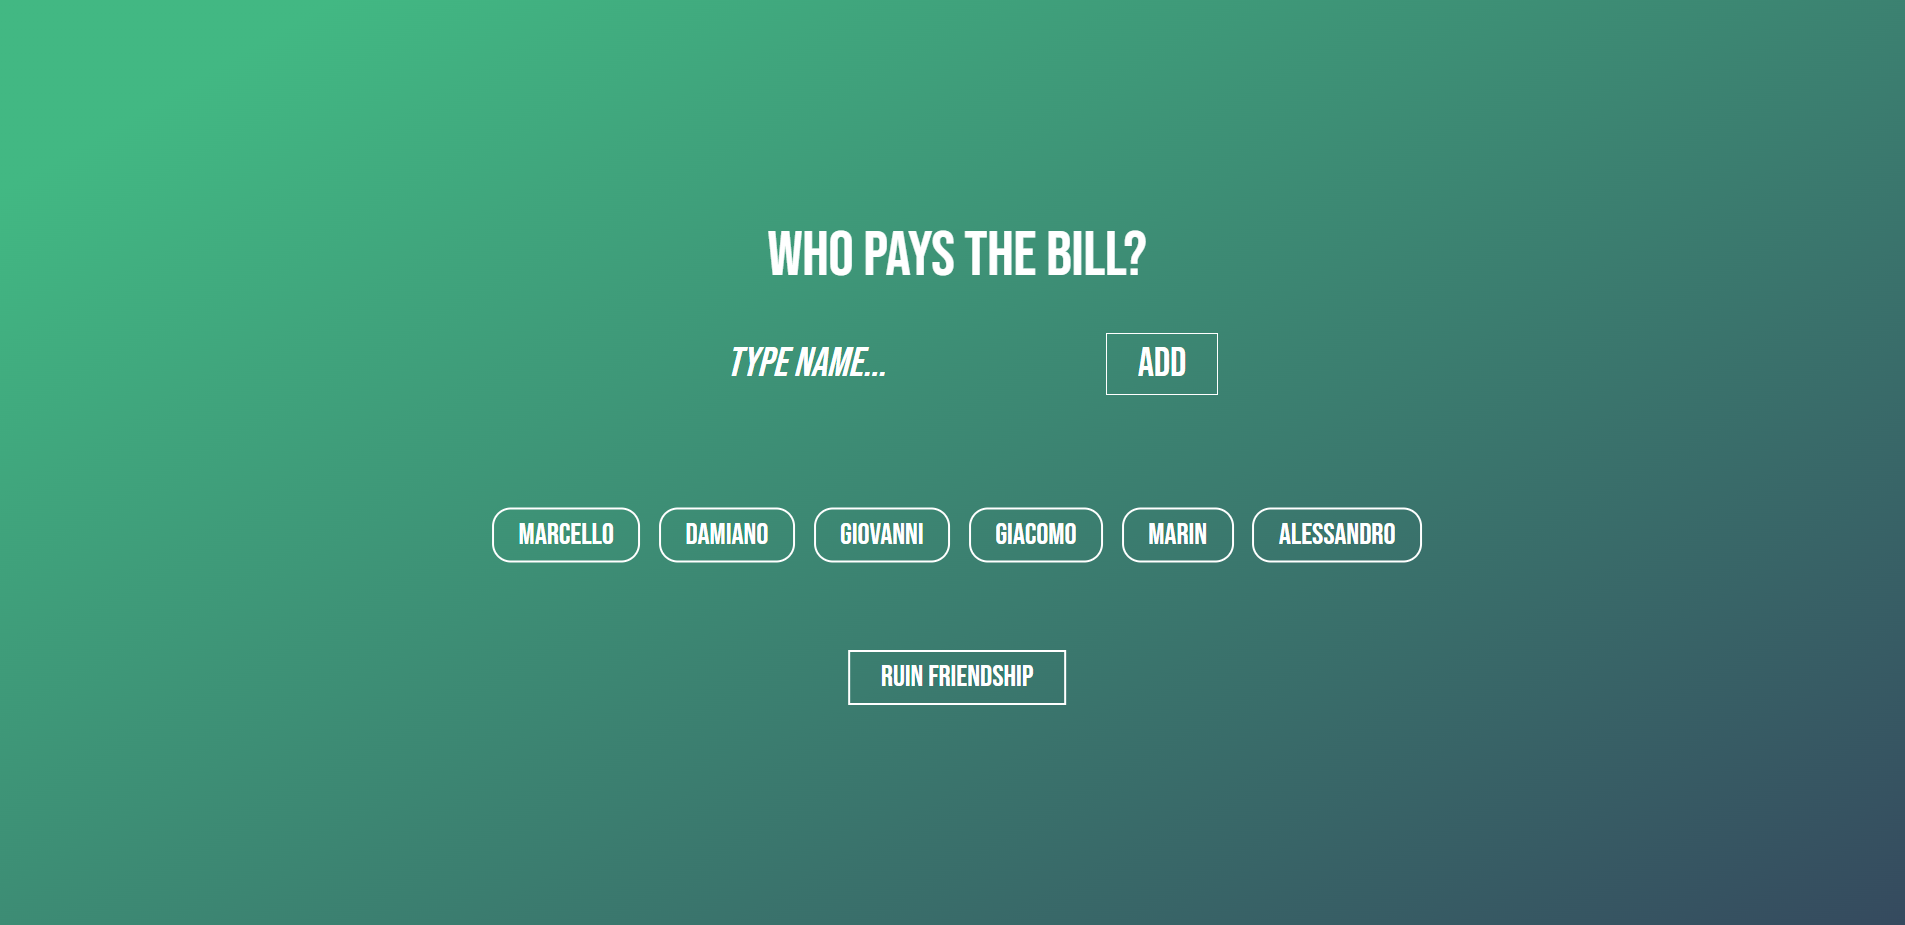 WHO PAYS THE BILL?
TYPE NAME... ADD
MARCELLO DAMIANO GIOVANNI GIACOMO MARIN ALESSANDRO
RUIN FRIENDSHIP